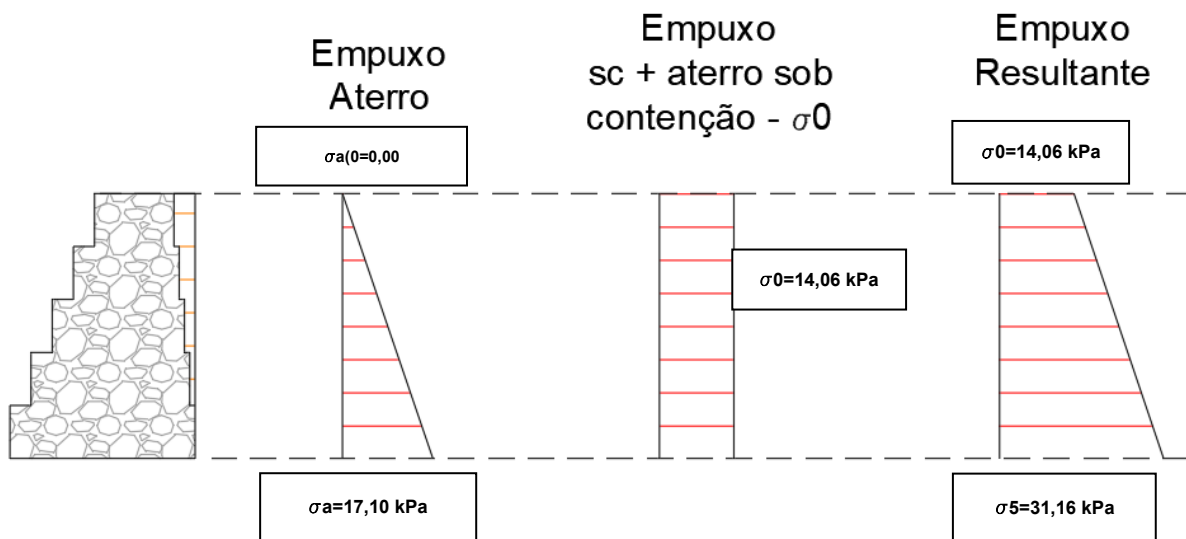 Empuxo
Aterro
Empuxo
sc + aterro sob
contenção - σ0
Empuxo
Resultante
σa(0=0,00
σ0=14,06 kPa
σ0=14,06 kPa
σa=17,10 kPa
σ5=31,16 kPa